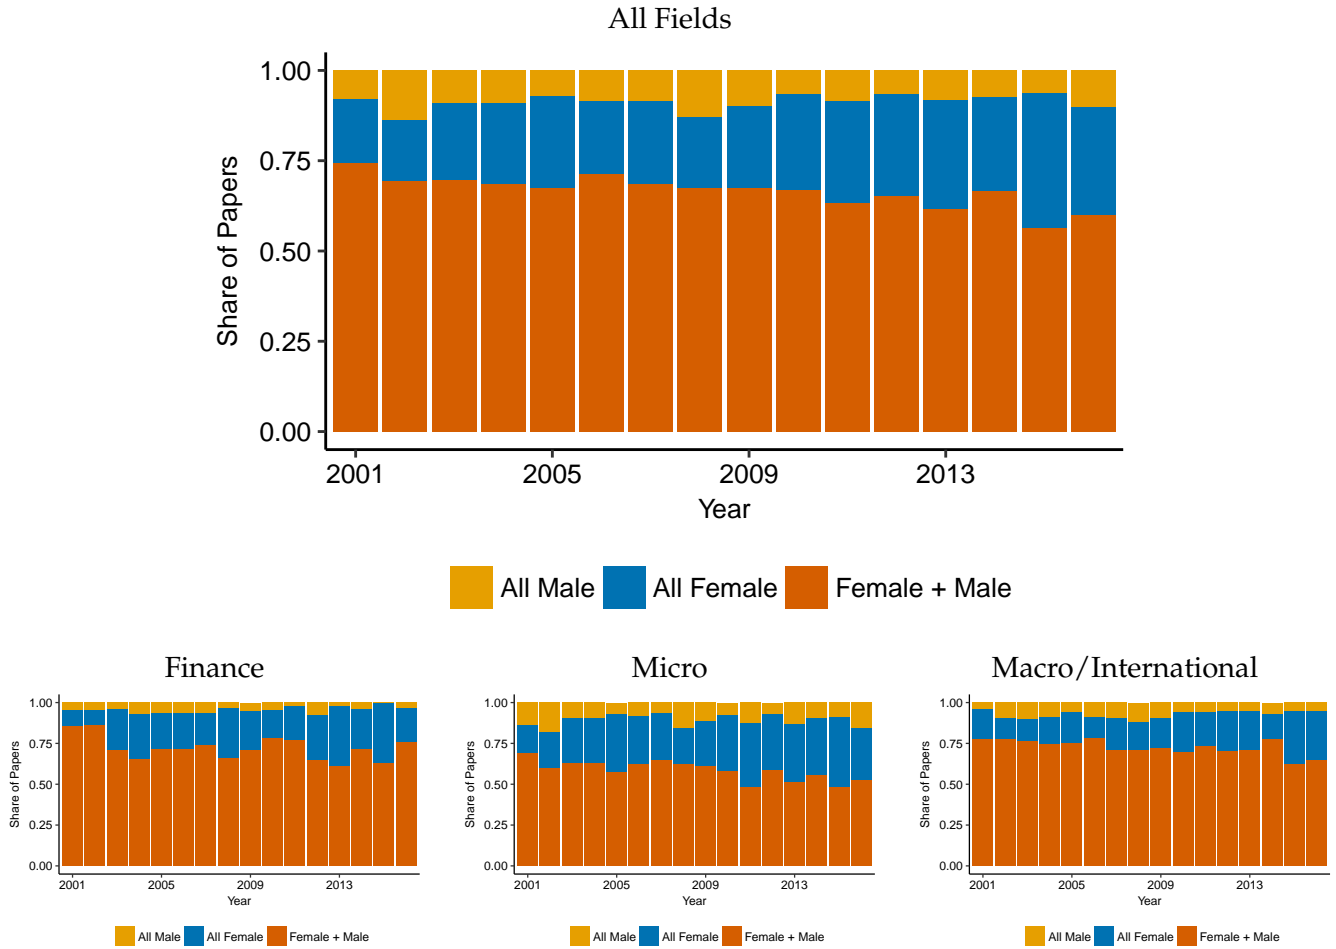 All Fields
1.00
0.75
0.50
0.25
0.00
Share of Papers
2001 2005 2009 2013
Year
All Male All Female Female + Male
Finance
1.00
0.75
0.50
0.25
0.00
Share of Papers
2001 2005 2009 2013
Year
All Male All Female Female + Male
Micro
1.00
0.75
0.50
0.25
0.00
Share of Papers
2001 2005 2009 2013
Year
All Male All Female Female + Male
Macro/International
1.00
0.75
0.50
0.25
0.00
Share of Papers
2001 2005 2009 2013
Year
All Male All Female Female + Male